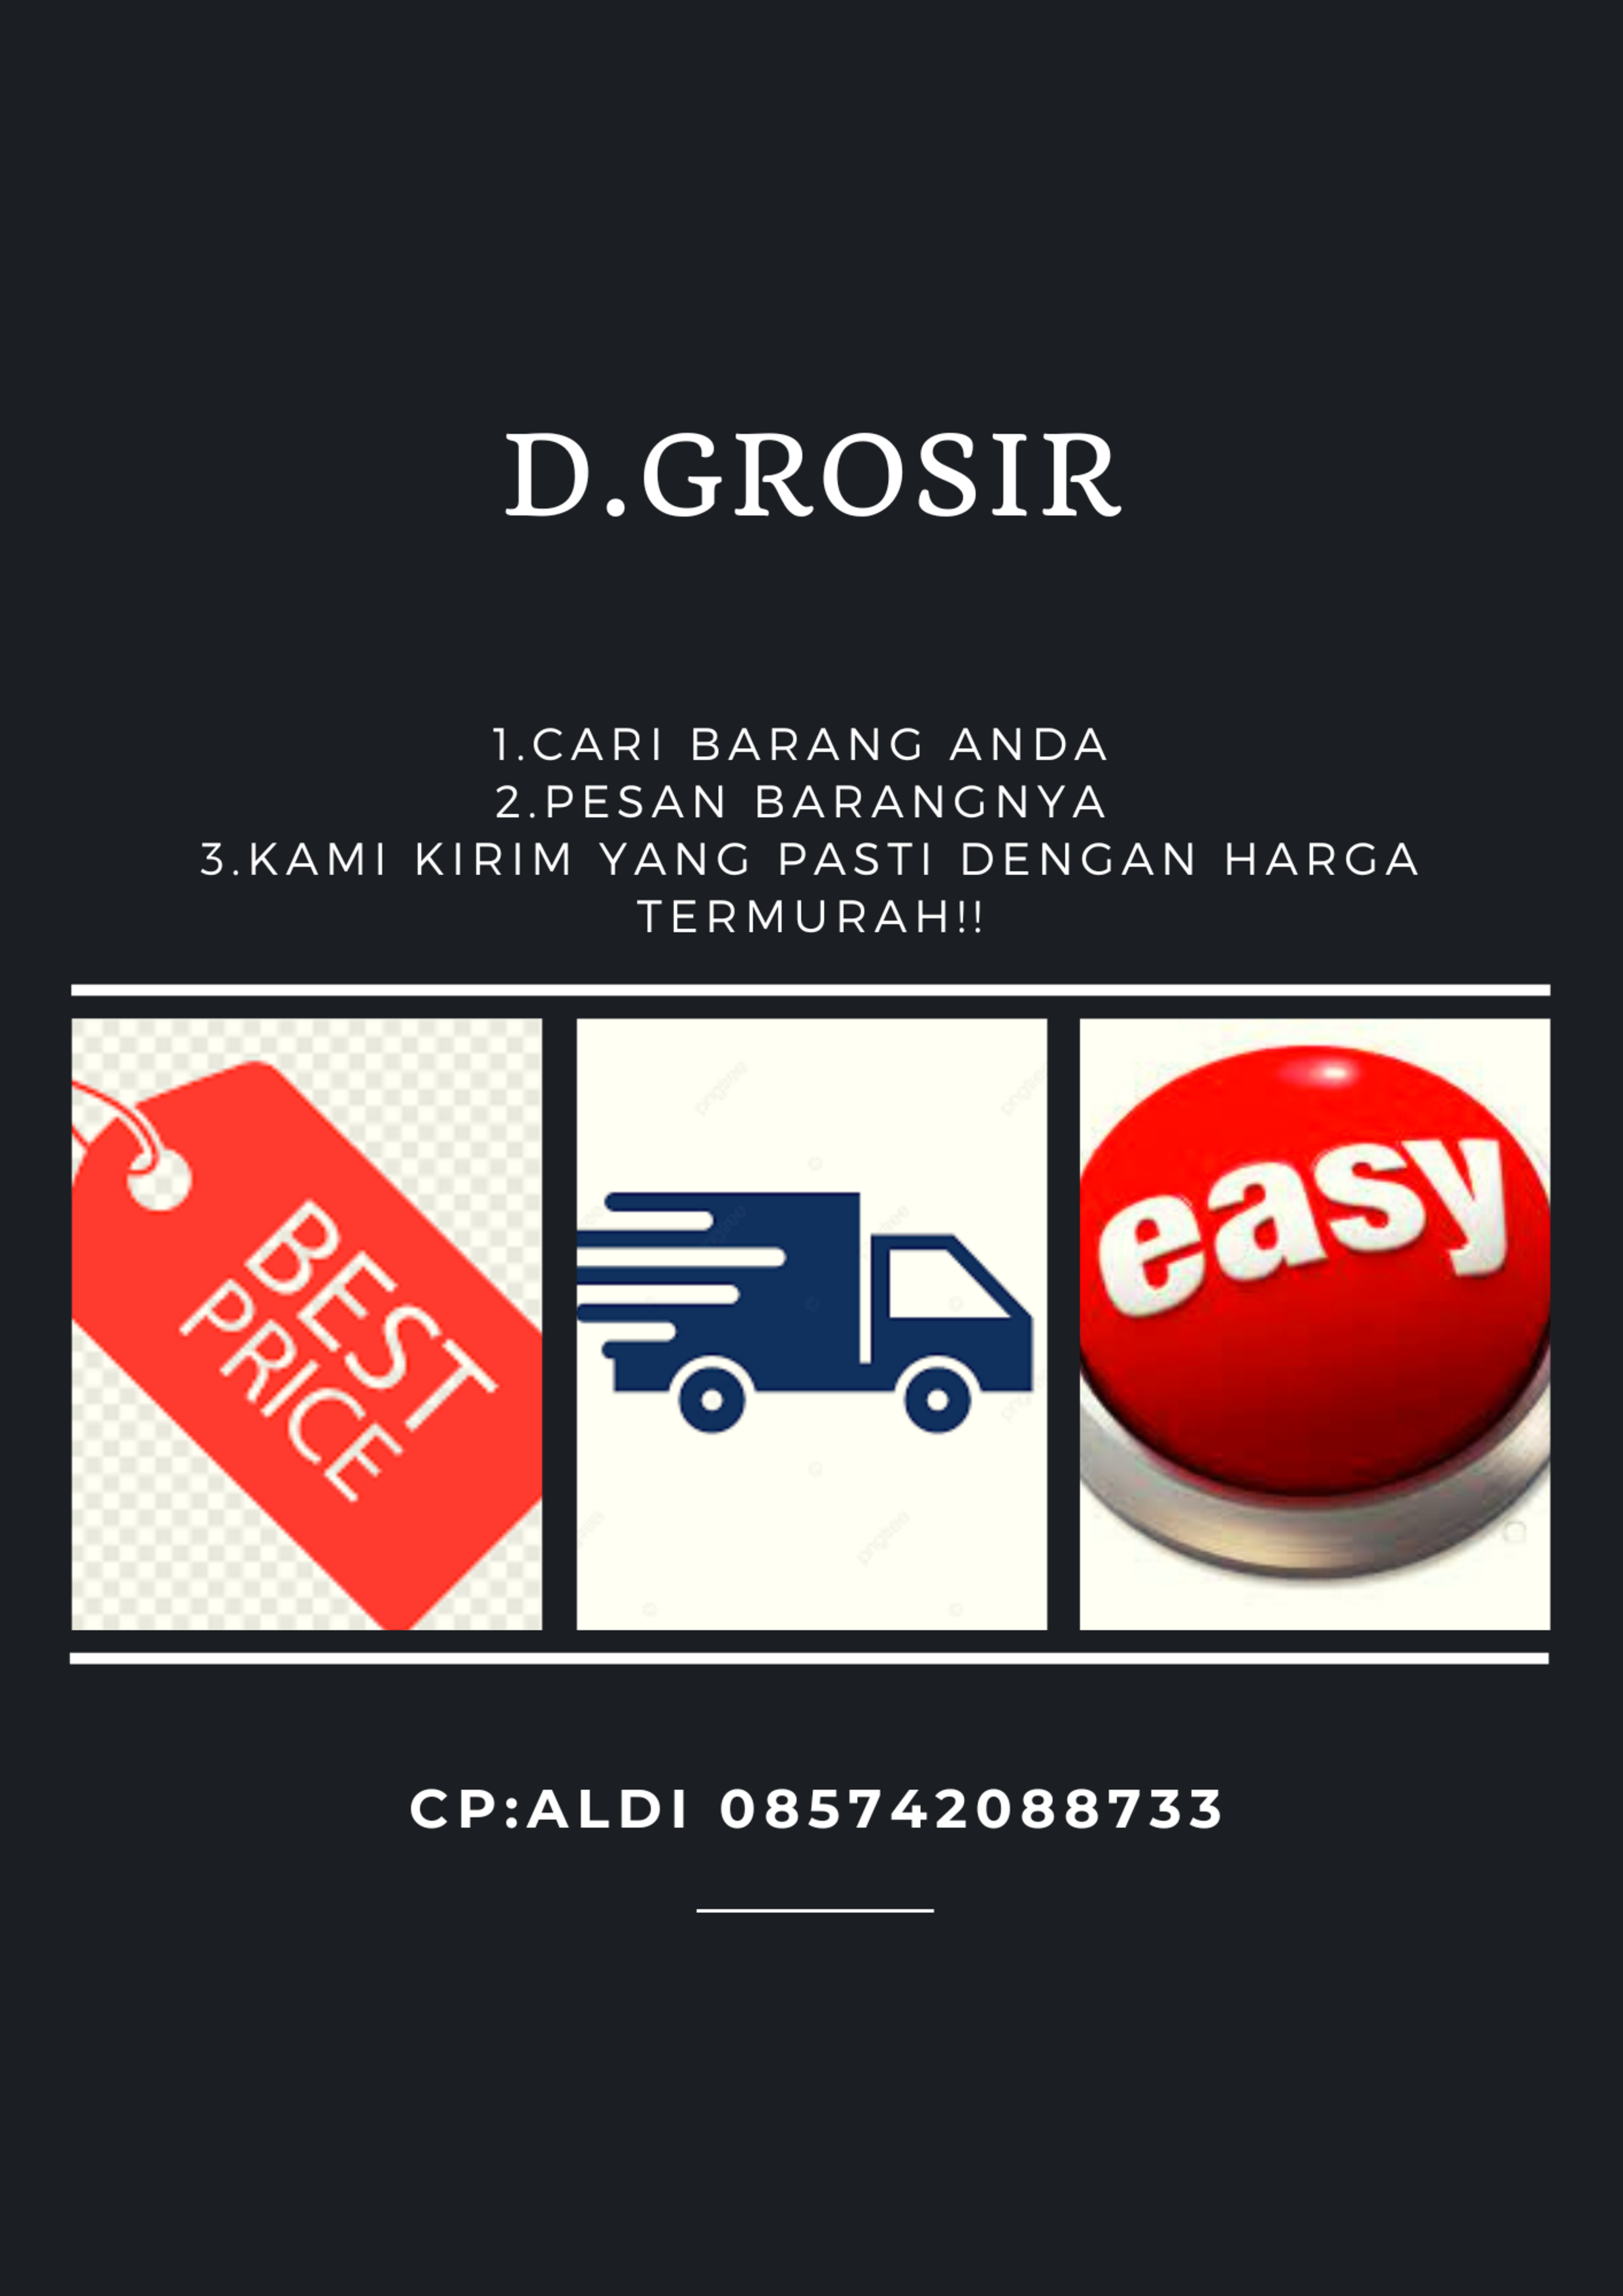 D.GROSIR
1.CARI BARANG ANDA
2.PESAN BARANGNYA
3.KAMI KIRIM YANG PASTI DENGAN HARGA
TERMURAH!!
BEST
PRICE
easy
pngtree
CP:ALDI 085742088733